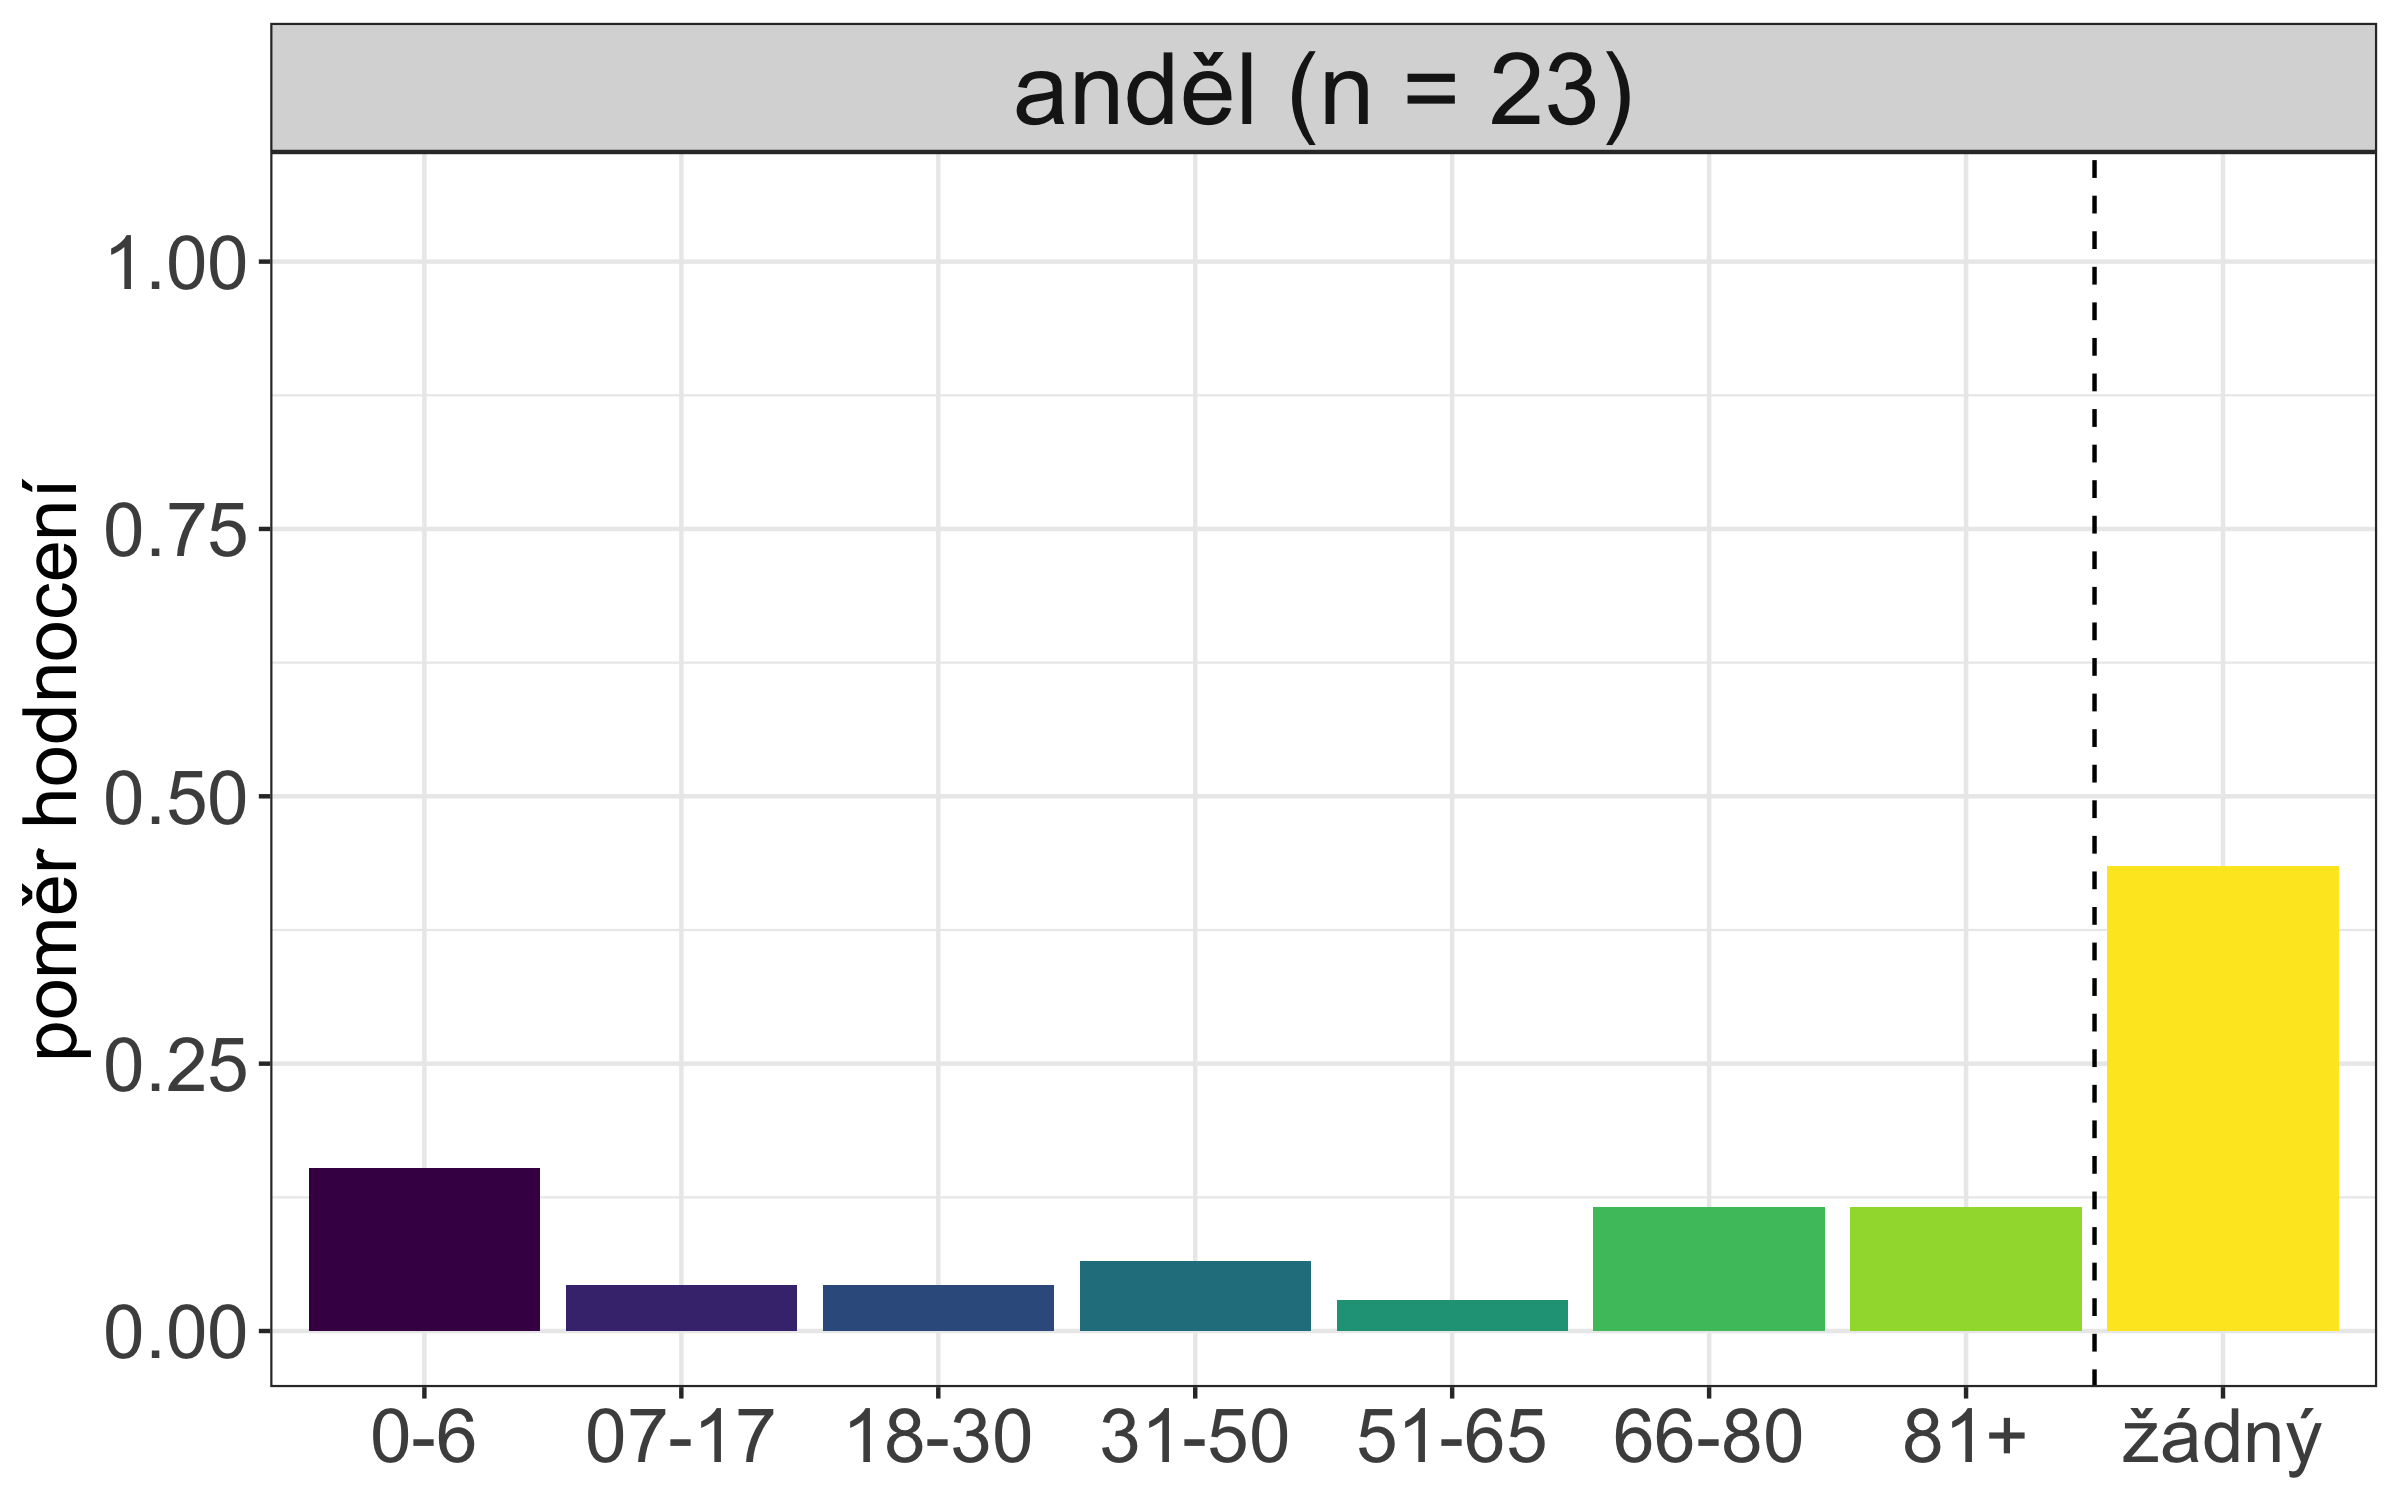 anděl (n = 23)
poměr hodnocení
1.00
0.75
0.50
0.25
0.00
0-6 07-17 18-30 31-50 51-65 66-80 81+ žádný